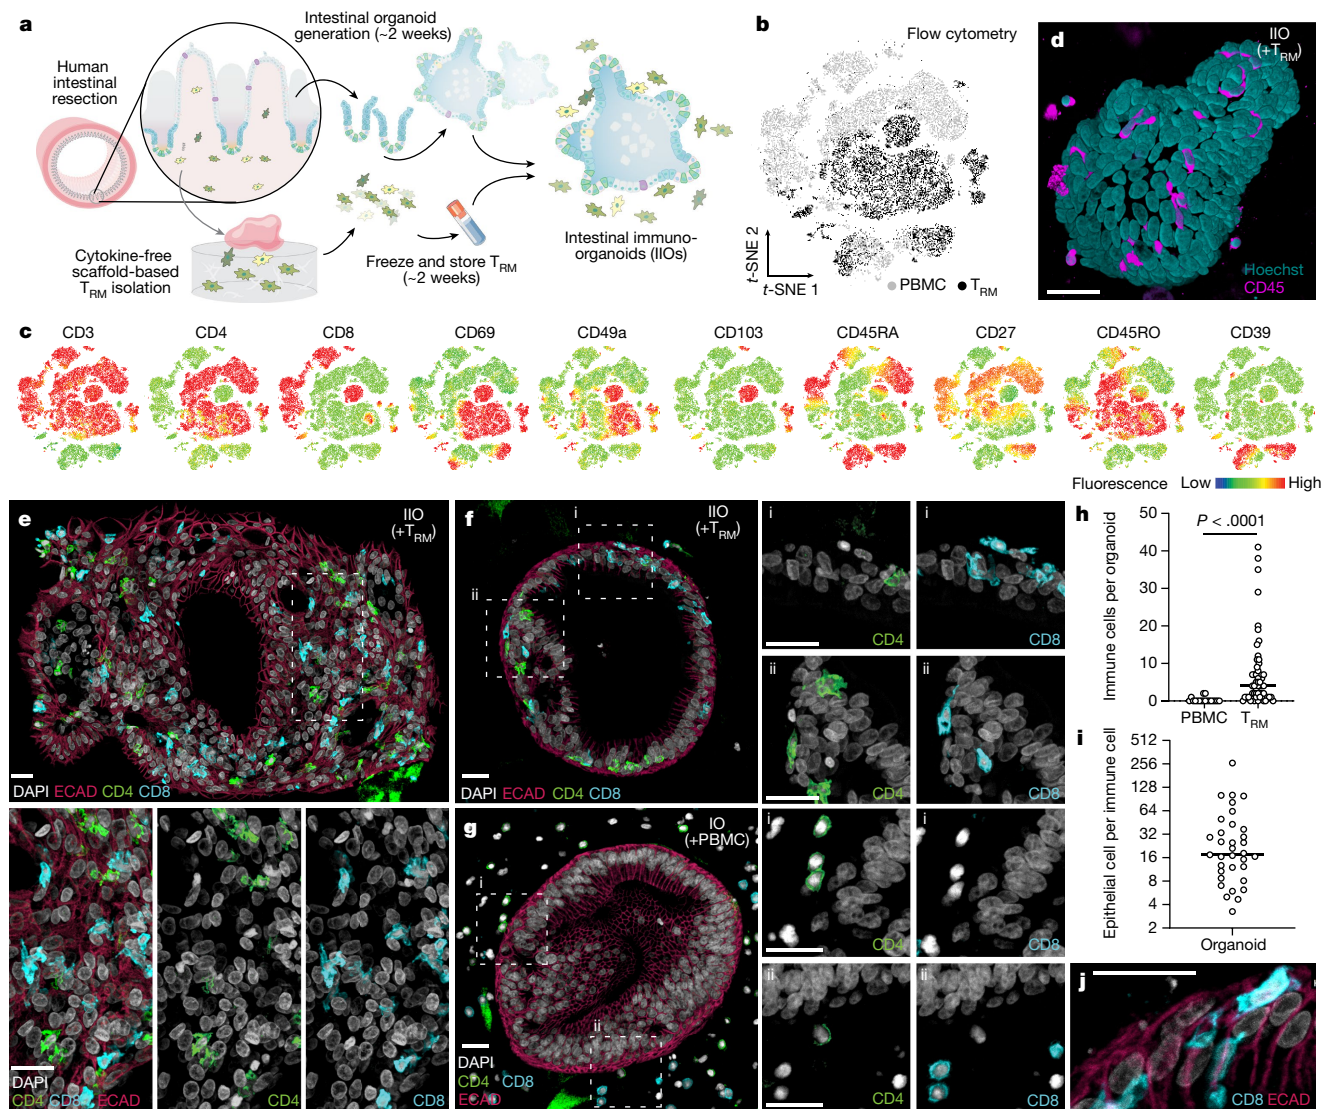 a
Intestinal organoid
generation (~2 weeks)
Human
intestinal
resection
Cytokine-free
scaffold-based
TRM isolation
Freeze and store TRM
(~2 weeks)
Intestinal immuno-
organoids (IIOs)
b
Flow cytometry
t-SNE 2
t-SNE 1
PBMC
TRM
d
IIO
(+TRM)
Hoechst
CD45
c
CD3
CD4
CD8
CD69
CD49a
CD103
CD45RA
CD27
CD45RO
CD39
Fluorescence
Low
High
e
IIO
(+TRM)
DAPI ECAD CD4 CD8
DAPI
CD4 CD8 ECAD
CD4
CD8
f
IIO
(+TRM)
i
ii
DAPI ECAD CD4 CD8
i
CD4
i
CD8
ii
CD4
ii
CD8
g
IO
(+PBMC)
i
ii
DAPI
CD4 CD8
ECAD
i
CD4
i
CD8
ii
CD4
ii
CD8
h
Immune cells per organoid
50
40
30
20
10
0
P < .0001
PBMC
TRM
i
Epithelial cell per immune cell
512
256
128
64
32
16
8
4
2
Organoid
j
CD8 ECAD